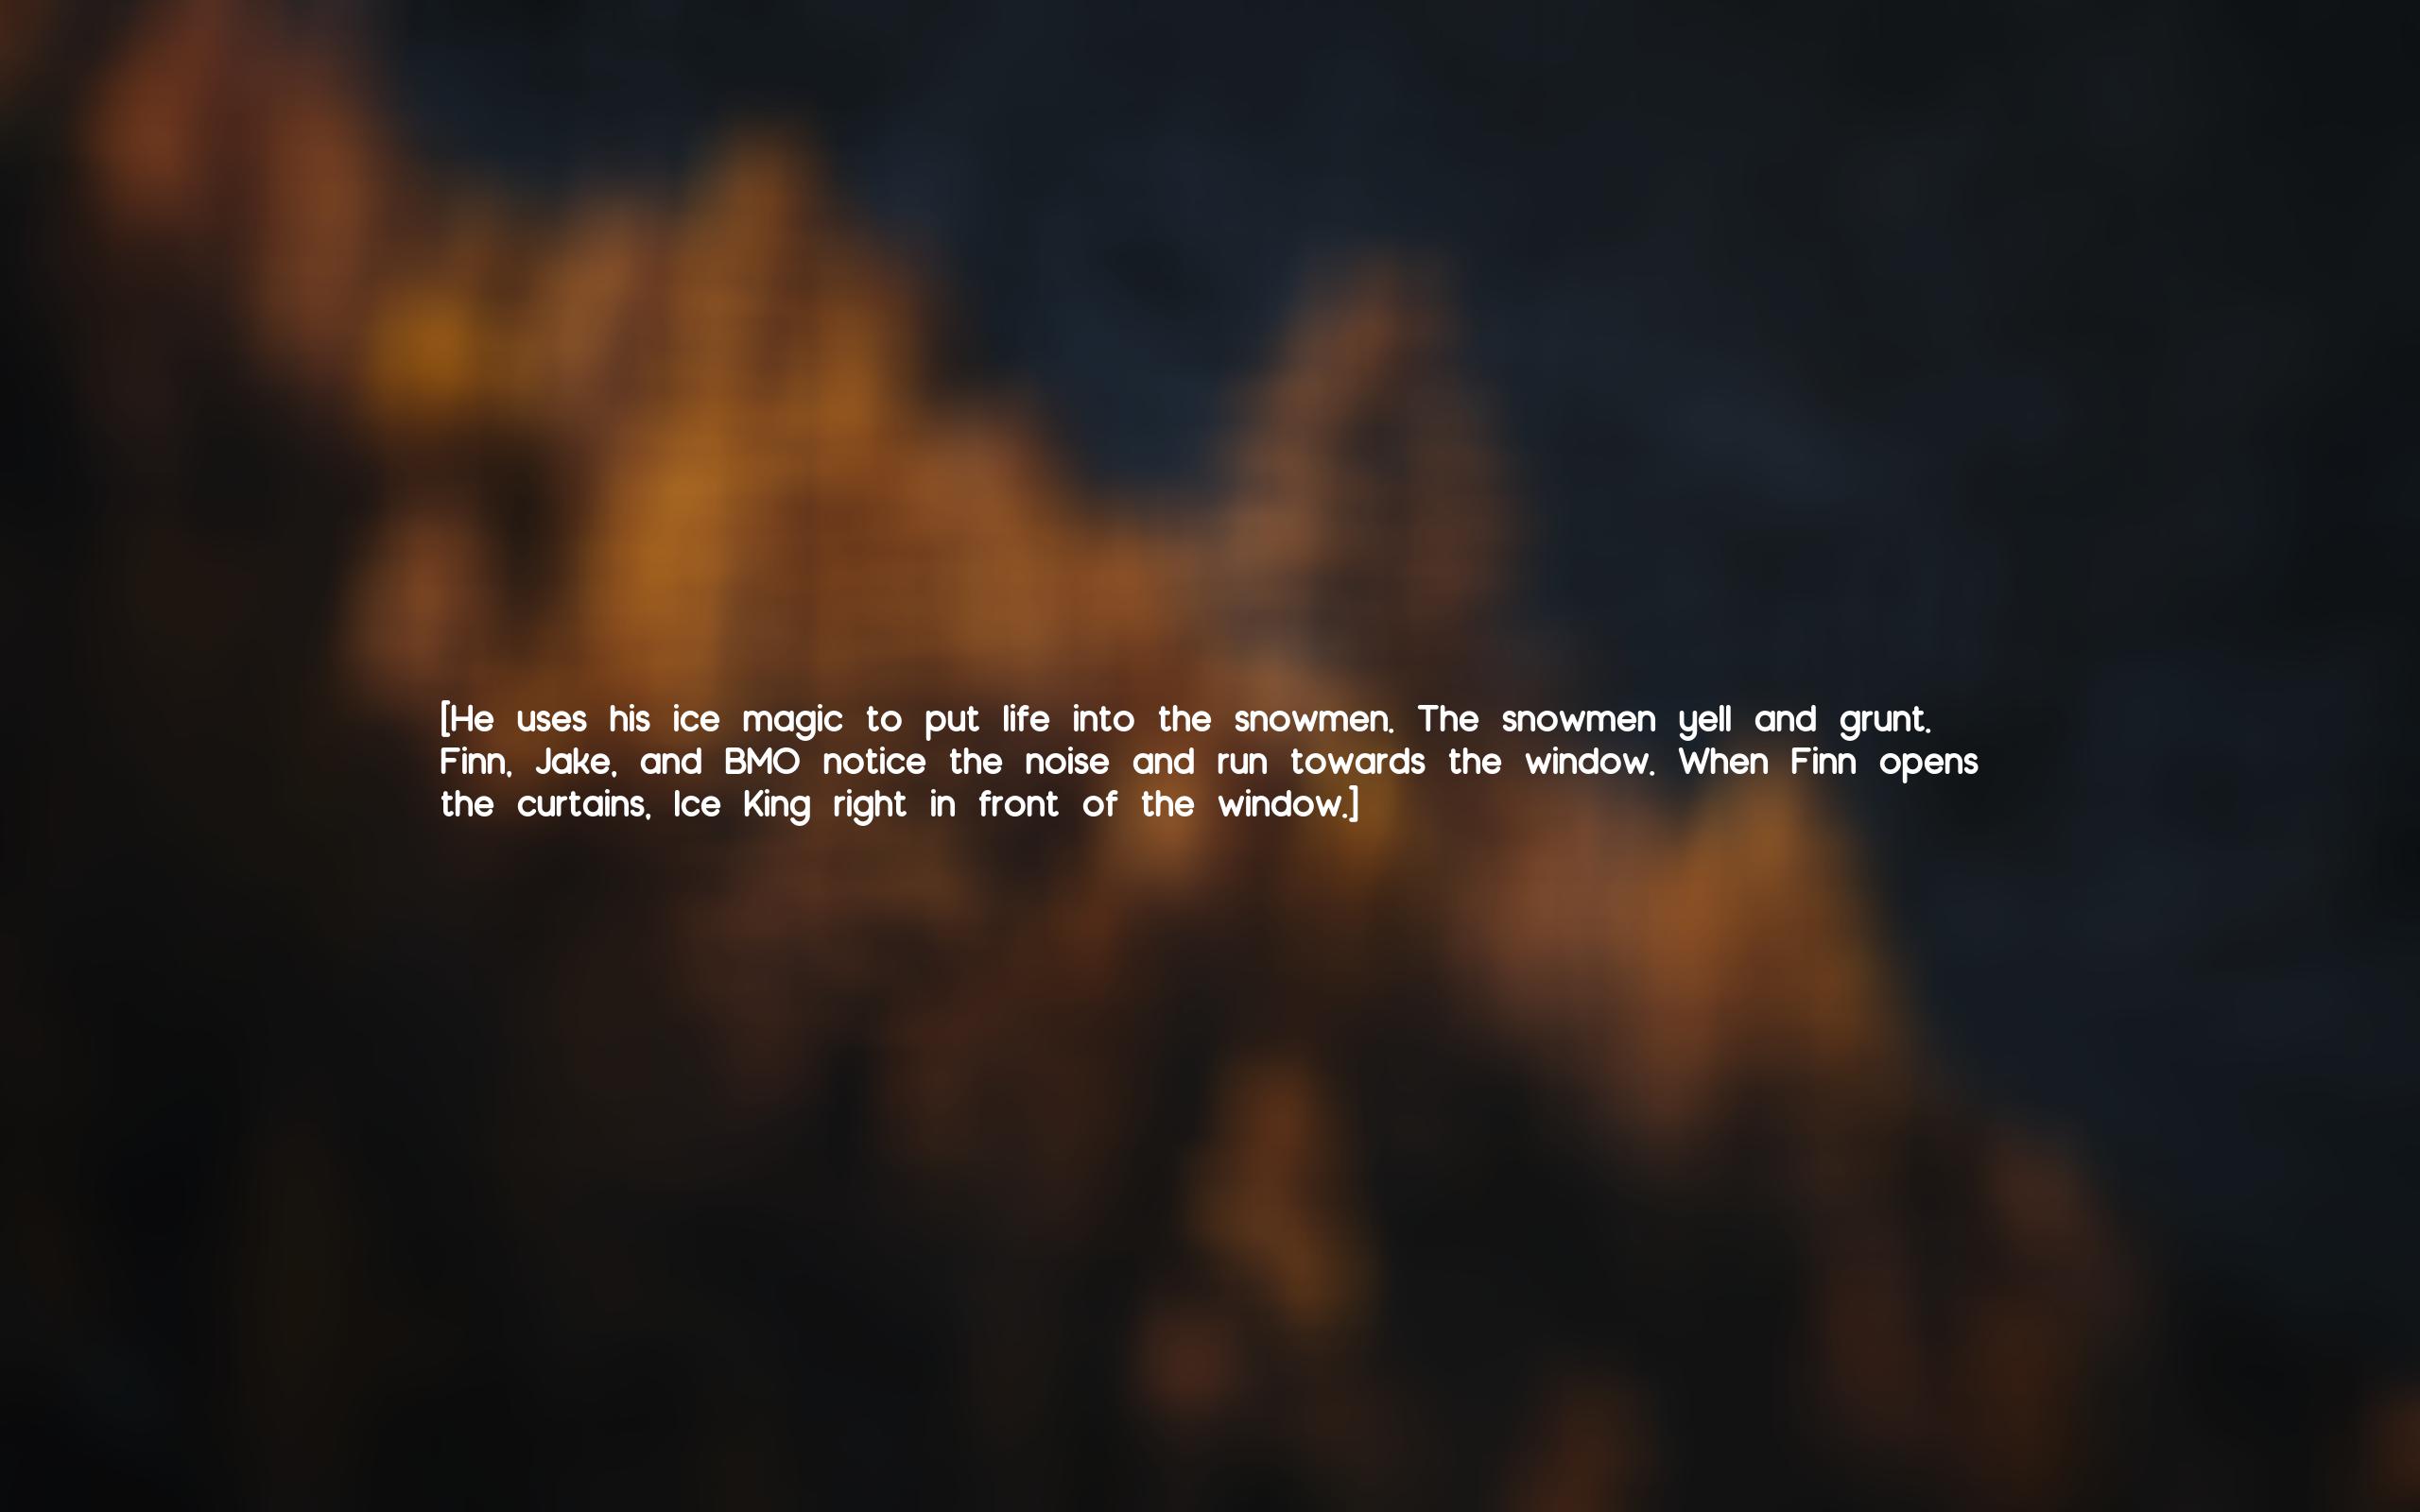 [He uses his ice magic to put life into the snowmen. The snowmen yell and grunt.
Finn, Jake, and BMO notice the noise and run towards the window. When Finn opens
the curtains, Ice King right in front of the window.]